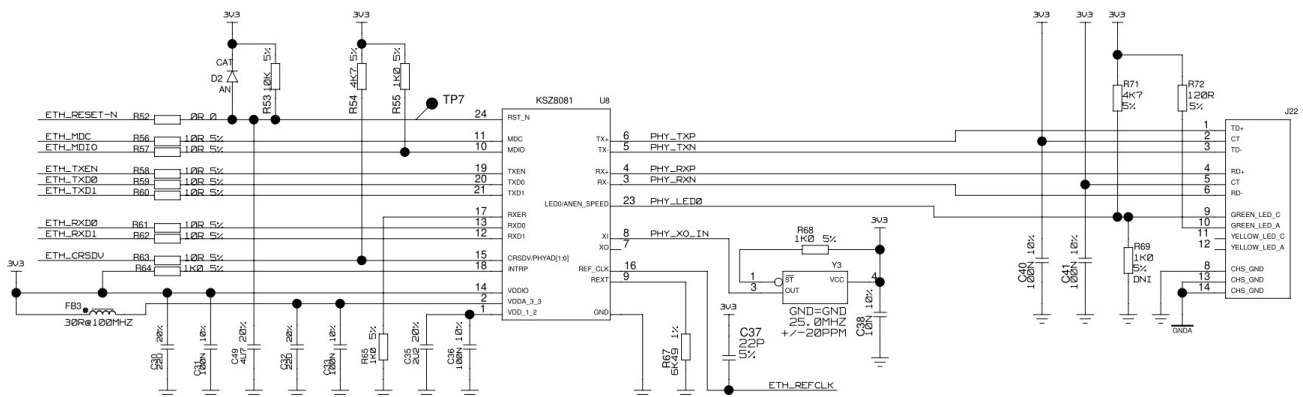 3V3 3V3 3V3 3V3 3V3
CAT
D2
AN
R53 10K 5%
R54 4K7 5%
R55 1K0 5%
TP7
KSZ8081 U8
R71
4K7
5%
R72
120R
5%
J22
ETH_RESET-N R52 0R 0 24 RST_N
ETH_MDC R56 10R 5% 11 MDC
ETH_MDIO R57 10R 5% 10 MDIO
ETH_TXEN R58 10R 5% 19 TXEN
ETH_TXD0 R59 10R 5% 20 TXD0
ETH_TXD1 R60 10R 5% 21 TXD1
17 RXER
ETH_RXD0 R61 10R 5% 13 RXD0
ETH_RXD1 R62 10R 5% 12 RXD1
ETH_CRSDV R63 10R 5% 15 CRSDV/PHYAD[1:0]
R64 1K0 5% 18 INTRP
3V3
14 VDDIO
FB3 2 VDDA_3_3
30R@100MHZ 1 VDD_1_2
TX+ 6 PHY_TXP
TX- 5 PHY_TXN
RX+ 4 PHY_RXP
RX- 3 PHY_RXN
LED0/ANEN_SPEED 23 PHY_LED0
XI 8 PHY_XO_IN
XO 7
REF_CLK 16
REXT 9
GND
R68
1K0 5%
3V3
Y3
1 ST VCC 4
3 OUT
GND=GND
25.0MHZ
+/-20PPM
C38 10N 10%
3V3
C37
22P
5%
R67 6K49 1%
ETH_REFCLK
C30 22U 20%
C31 100N 10%
C49 4U7 20%
C32 22U 20%
C33 100N 10%
R65 1K0 5%
C35 2U2 20%
C36 100N 10%
C40 100N 10%
C41 100N 10%
R69
1K0
5%
DNI
1 TD+
2 CT
3 TD-
4 RD+
5 CT
6 RD-
9 GREEN_LED_C
10 GREEN_LED_A
11 YELLOW_LED_C
12 YELLOW_LED_A
8 CHS_GND
13 CHS_GND
14 CHS_GND
GNDA